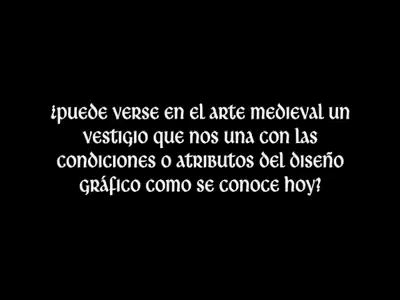 ¿puede verse en el arte medieval un
vestigio que nos una con las
condiciones o atributos del diseño
gráfico como se conoce hoy?